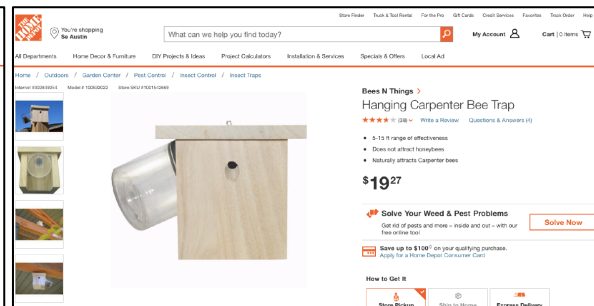 THE HOME DEPOT
Store Finder Truck & Tool Rental For the Pro Gift Cards Credit Services Favorites Track Order Help
You're shopping
Se Austin
What can we help you find today?
My Account
Cart | 0 items
All Departments Home Decor & Furniture DIY Projects & Ideas Project Calculators Installation & Services Specials & Offers Local Ad
Home / Outdoors / Garden Center / Pest Control / Insect Control / Insect Traps
Bees N Things
Hanging Carpenter Bee Trap
Write a Review Questions & Answers (4)
5-15 ft range of effectiveness
Does not attract honeybees
Naturally attracts Carpenter bees
$19.27
Solve Your Weed & Pest Problems
Get rid of pests and more – inside and out – with our
free online tool
Solve Now
Save up to $100 on your qualifying purchase.
Apply for a Home Depot Consumer Card
How to Get It
Store Pickup Ship to Home Express Delivery